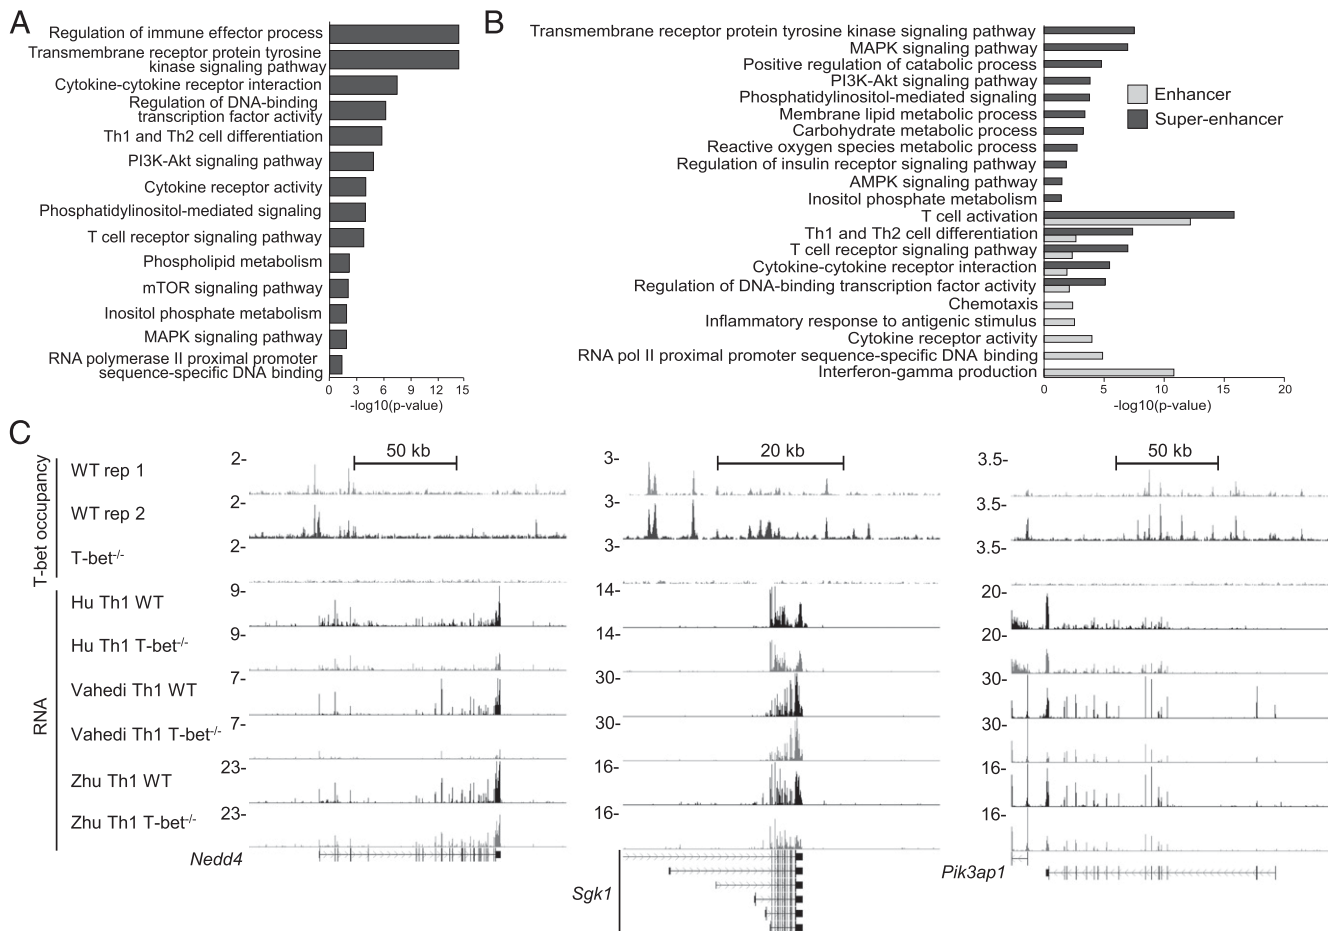 A
Regulation of immune effector process
Transmembrane receptor protein tyrosine
kinase signaling pathway
Cytokine-cytokine receptor interaction
Regulation of DNA-binding
transcription factor activity
Th1 and Th2 cell differentiation
PI3K-Akt signaling pathway
Cytokine receptor activity
Phosphatidylinositol-mediated signaling
T cell receptor signaling pathway
Phospholipid metabolism
mTOR signaling pathway
Inositol phosphate metabolism
MAPK signaling pathway
RNA polymerase II proximal promoter
sequence-specific DNA binding
0 3 6 9 12 15
-log10(p-value)
B
Transmembrane receptor protein tyrosine kinase signaling pathway
MAPK signaling pathway
Positive regulation of catabolic process
PI3K-Akt signaling pathway
Phosphatidylinositol-mediated signaling
Membrane lipid metabolic process
Carbohydrate metabolic process
Reactive oxygen species metabolic process
Regulation of insulin receptor signaling pathway
AMPK signaling pathway
Inositol phosphate metabolism
T cell activation
Th1 and Th2 cell differentiation
T cell receptor signaling pathway
Cytokine-cytokine receptor interaction
Regulation of DNA-binding transcription factor activity
Chemotaxis
Inflammatory response to antigenic stimulus
Cytokine receptor activity
RNA pol II proximal promoter sequence-specific DNA binding
Interferon-gamma production
Enhancer
Super-enhancer
0 5 10 15 20
-log10(p-value)
C
50 kb 20 kb 50 kb
T-bet occupancy
WT rep 1 2- 3- 3.5-
WT rep 2 2- 3- 3.5-
T-bet-/- 2- 3- 3.5-
RNA
Hu Th1 WT 9- 14- 20-
Hu Th1 T-bet-/- 9- 14- 20-
Vahedi Th1 WT 7- 30- 30-
Vahedi Th1 T-bet-/- 7- 30- 30-
Zhu Th1 WT 23- 16- 16-
Zhu Th1 T-bet-/- 23- 16- 16-
Nedd4
Sgk1
Pik3ap1